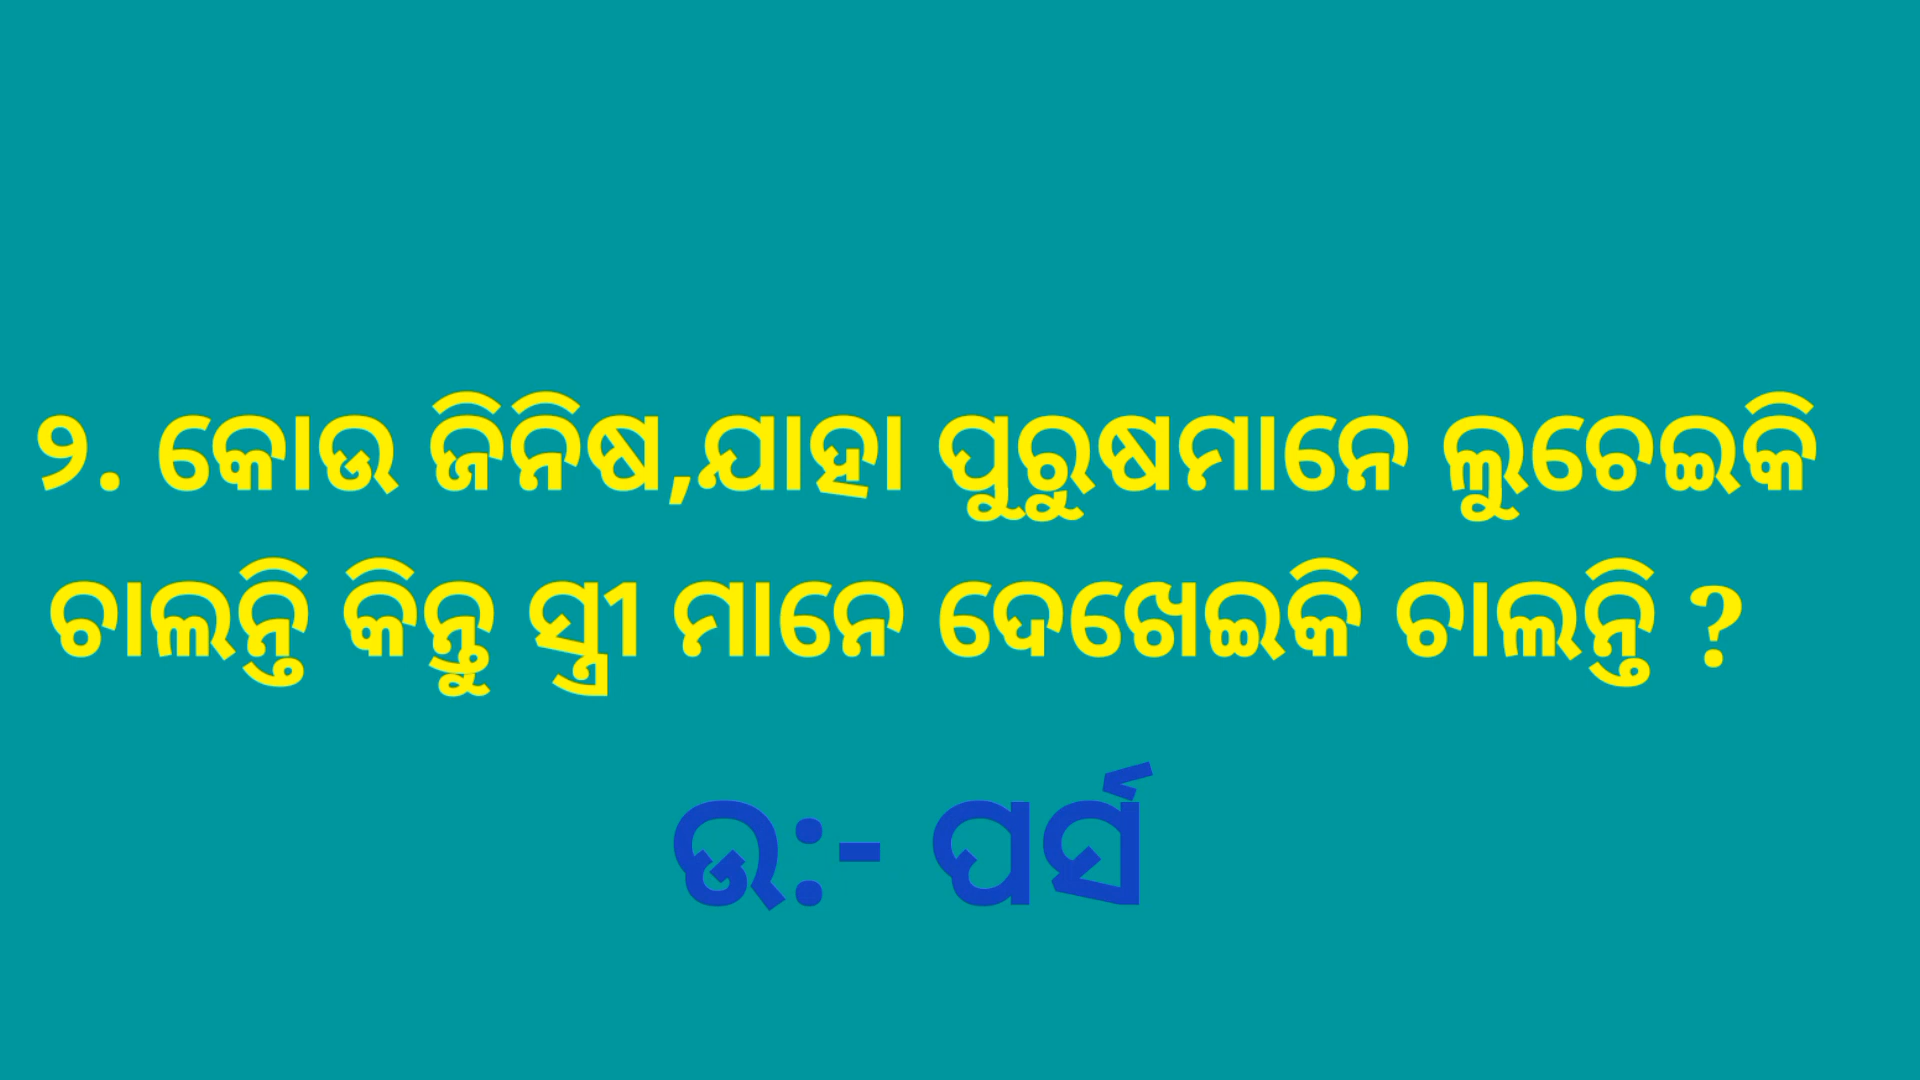 ୨. କୋଉ ଜିନିଷ,ଯାହା ପୁରୁଷମାନେ ଲୁଚେଇକି
ଚାଲନ୍ତି କିନ୍ତୁ ସ୍ତ୍ରୀ ମାନେ ଦେଖେଇକି ଚାଲନ୍ତି ?
ଉ:- ପର୍ସ